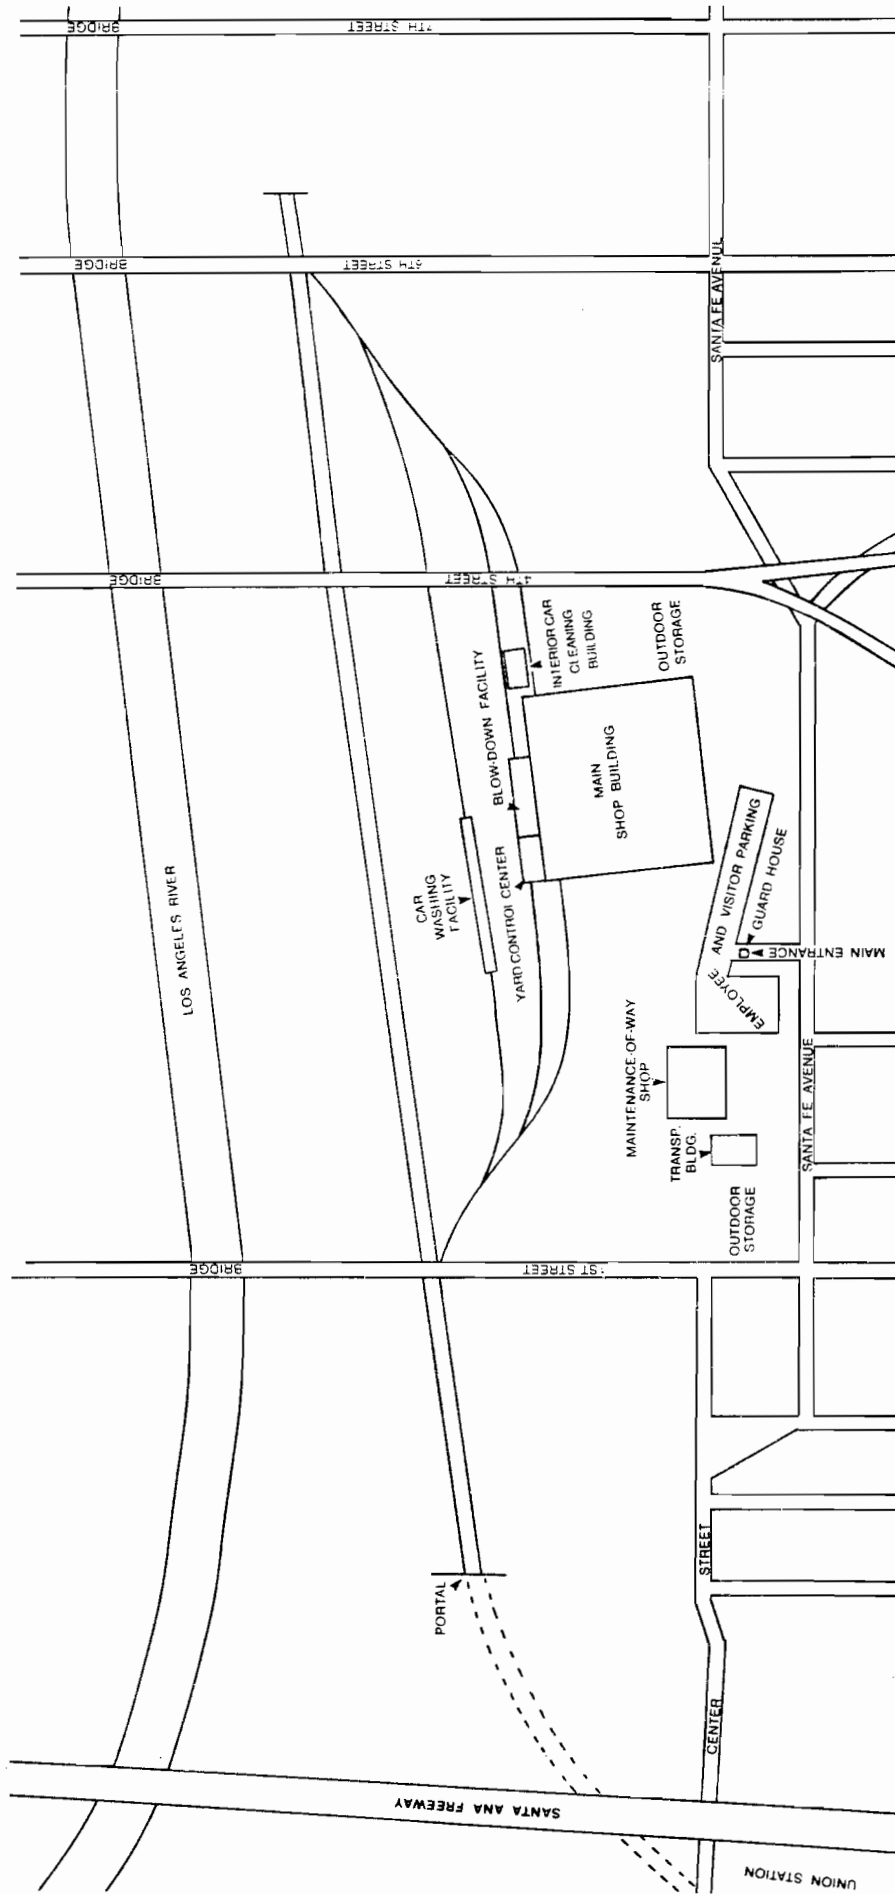 BRIDGE
7TH STREET
BRIDGE
6TH STREET
SANTA FE AVENUE
BRIDGE
4TH STREET
LOS ANGELES RIVER
CAR
WASHING
FACILITY
YARD CONTROL CENTER
BLOW-DOWN FACILITY
INTERIOR CAR
CLEANING
BUILDING
OUTDOOR
STORAGE
MAIN
SHOP BUILDING
EMPLOYEE AND VISITOR PARKING
GUARD HOUSE
MAIN ENTRANCE
MAINTENANCE-OF-WAY
SHOP
TRANSP.
BLDG.
OUTDOOR
STORAGE
SANTA FE AVENUE
BRIDGE
1ST STREET
PORTAL
CENTER STREET
SANTA ANA FREEWAY
UNION STATION